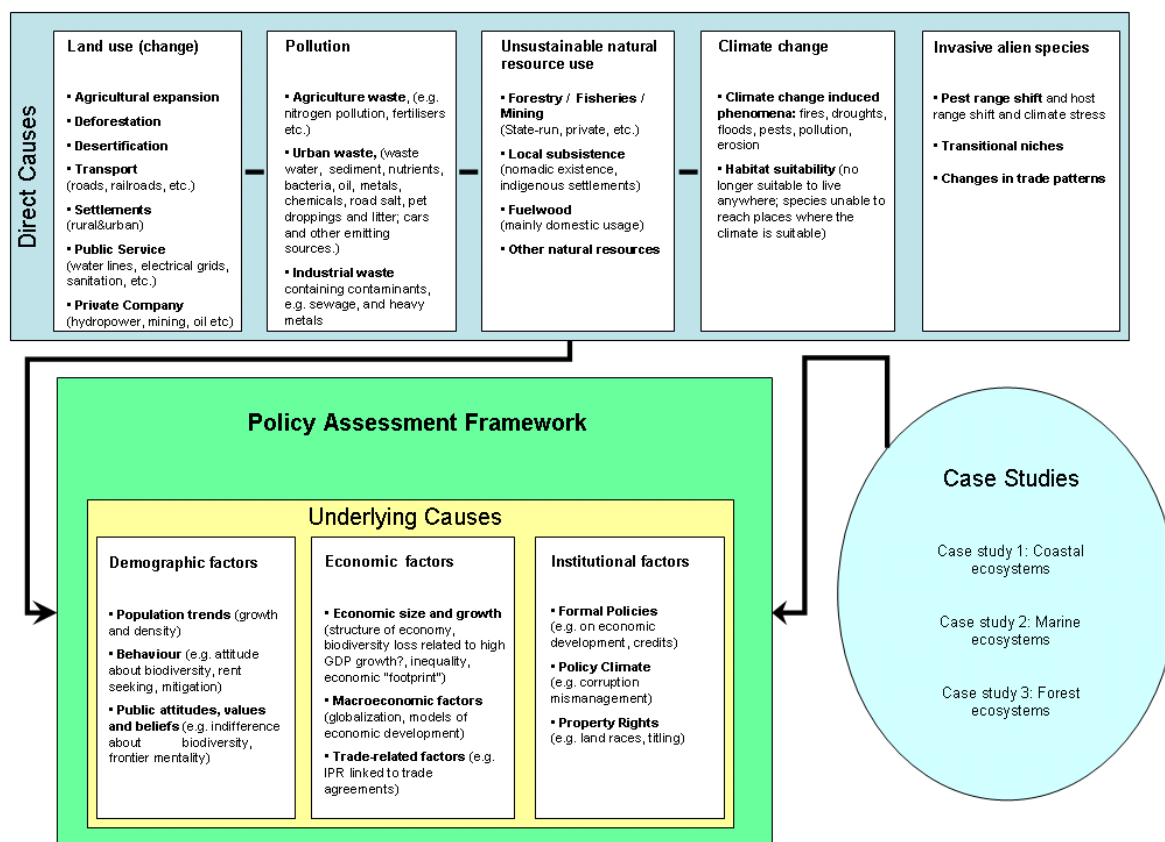 Direct Causes
Land use (change)
▪ Agricultural expansion
▪ Deforestation
▪ Desertification
▪ Transport
(roads, railroads, etc.)
▪ Settlements
(rural&urban)
▪ Public Service
(water lines, electrical grids,
sanitation, etc.)
▪ Private Company
(hydropower, mining, oil etc)
Pollution
▪ Agriculture waste, (e.g.
nitrogen pollution, fertilisers
etc.)
▪ Urban waste, (waste
water, sediment, nutrients,
bacteria, oil, metals,
chemicals, road salt, pet
droppings and litter; cars
and other emitting
sources.)
▪ Industrial waste
containing contaminants,
e.g. sewage, and heavy
metals
Unsustainable natural
resource use
▪ Forestry / Fisheries /
Mining
(State-run, private, etc.)
▪ Local subsistence
(nomadic existence,
indigenous settlements)
▪ Fuelwood
(mainly domestic usage)
▪ Other natural resources
Climate change
▪ Climate change induced
phenomena: fires, droughts,
floods, pests, pollution,
erosion
▪ Habitat suitability (no
longer suitable to live
anywhere; species unable to
reach places where the
climate is suitable)
Invasive alien species
▪ Pest range shift and host
range shift and climate stress
▪ Transitional niches
▪ Changes in trade patterns
Policy Assessment Framework
Underlying Causes
Demographic factors
▪ Population trends (growth
and density)
▪ Behaviour (e.g. attitude
about biodiversity, rent
seeking, mitigation)
▪ Public attitudes, values
and beliefs (e.g. indifference
about biodiversity,
frontier mentality)
Economic factors
▪ Economic size and growth
(structure of economy,
biodiversity loss related to high
GDP growth?, inequality,
economic "footprint")
▪ Macroeconomic factors
(globalization, models of
economic development)
▪ Trade-related factors (e.g.
IPR linked to trade
agreements)
Institutional factors
▪ Formal Policies
(e.g. on economic
development, credits)
▪ Policy Climate
(e.g. corruption
mismanagement)
▪ Property Rights
(e.g. land races, titling)
Case Studies
Case study 1: Coastal
ecosystems
Case study 2: Marine
ecosystems
Case study 3: Forest
ecosystems